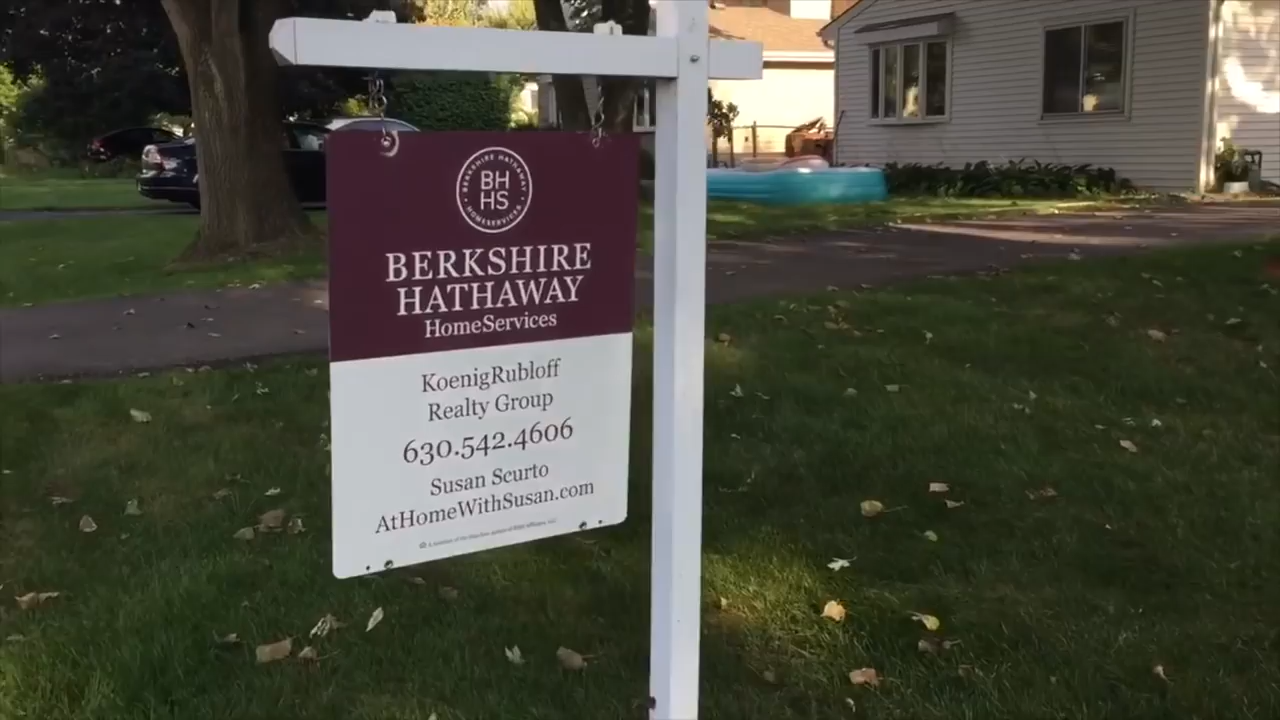 BERKSHIRE HATHAWAY
BH
HS
HOMESERVICES
BERKSHIRE
HATHAWAY
HomeServices
KoenigRubloff
Realty Group
630.542.4606
Susan Scurto
AtHomeWithSusan.com